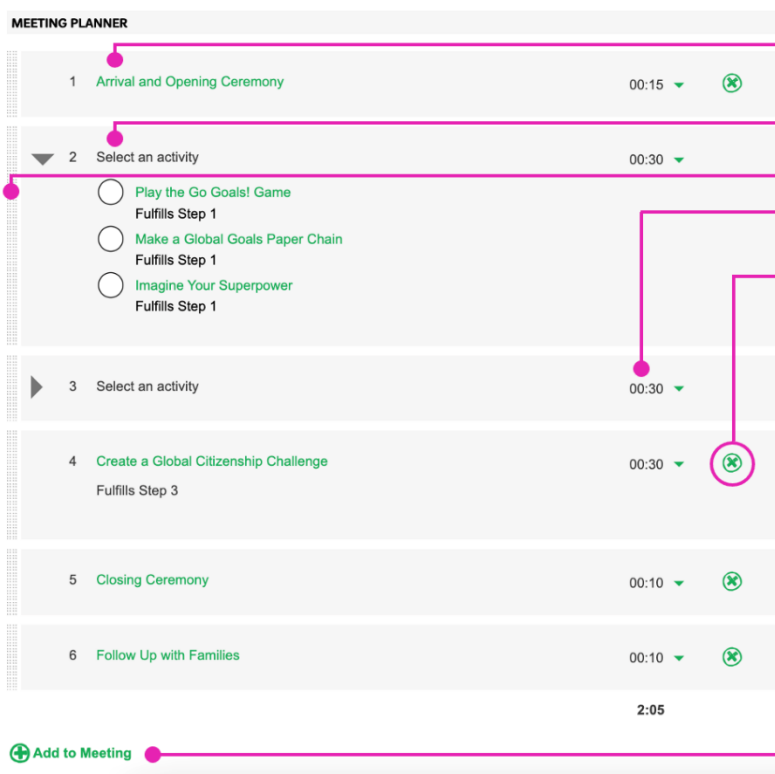 MEETING PLANNER
1 Arrival and Opening Ceremony 00:15
2 Select an activity 00:30
Play the Go Goals! Game
Fulfills Step 1
Make a Global Goals Paper Chain
Fulfills Step 1
Imagine Your Superpower
Fulfills Step 1
3 Select an activity 00:30
4 Create a Global Citizenship Challenge 00:30
Fulfills Step 3
5 Closing Ceremony 00:10
6 Follow Up with Families 00:10
2:05
Add to Meeting